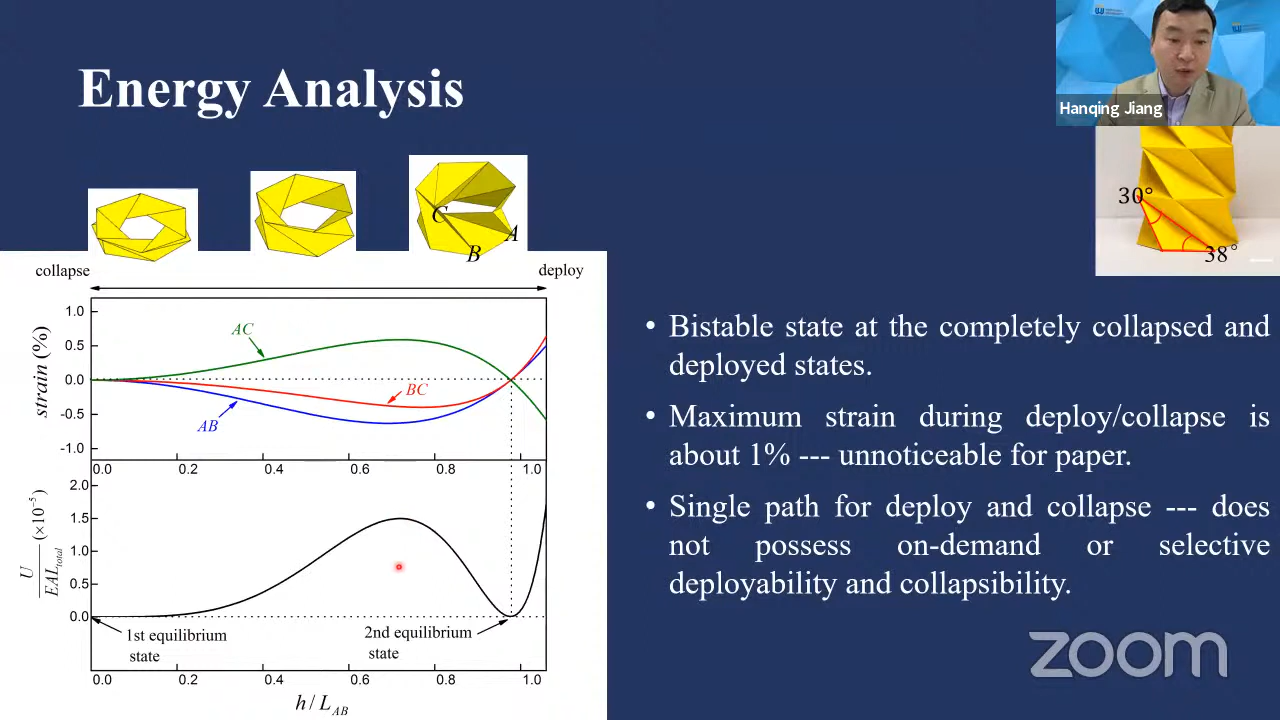 Energy Analysis
Hanqing Jiang
30°
38°
C
A
B
collapse
deploy
1.0
0.5
0.0
-0.5
-1.0
strain (%)
AC
BC
AB
0.0 0.2 0.4 0.6 0.8 1.0
2.0
1.5
1.0
0.5
0.0
U
EAL total
(×10⁻⁵)
1st equilibrium
state
2nd equilibrium
state
0.0 0.2 0.4 0.6 0.8 1.0
h / L AB
• Bistable state at the completely collapsed and
deployed states.
• Maximum strain during deploy/collapse is
about 1% --- unnoticeable for paper.
• Single path for deploy and collapse --- does
not possess on-demand or selective
deployability and collapsibility.
zoom